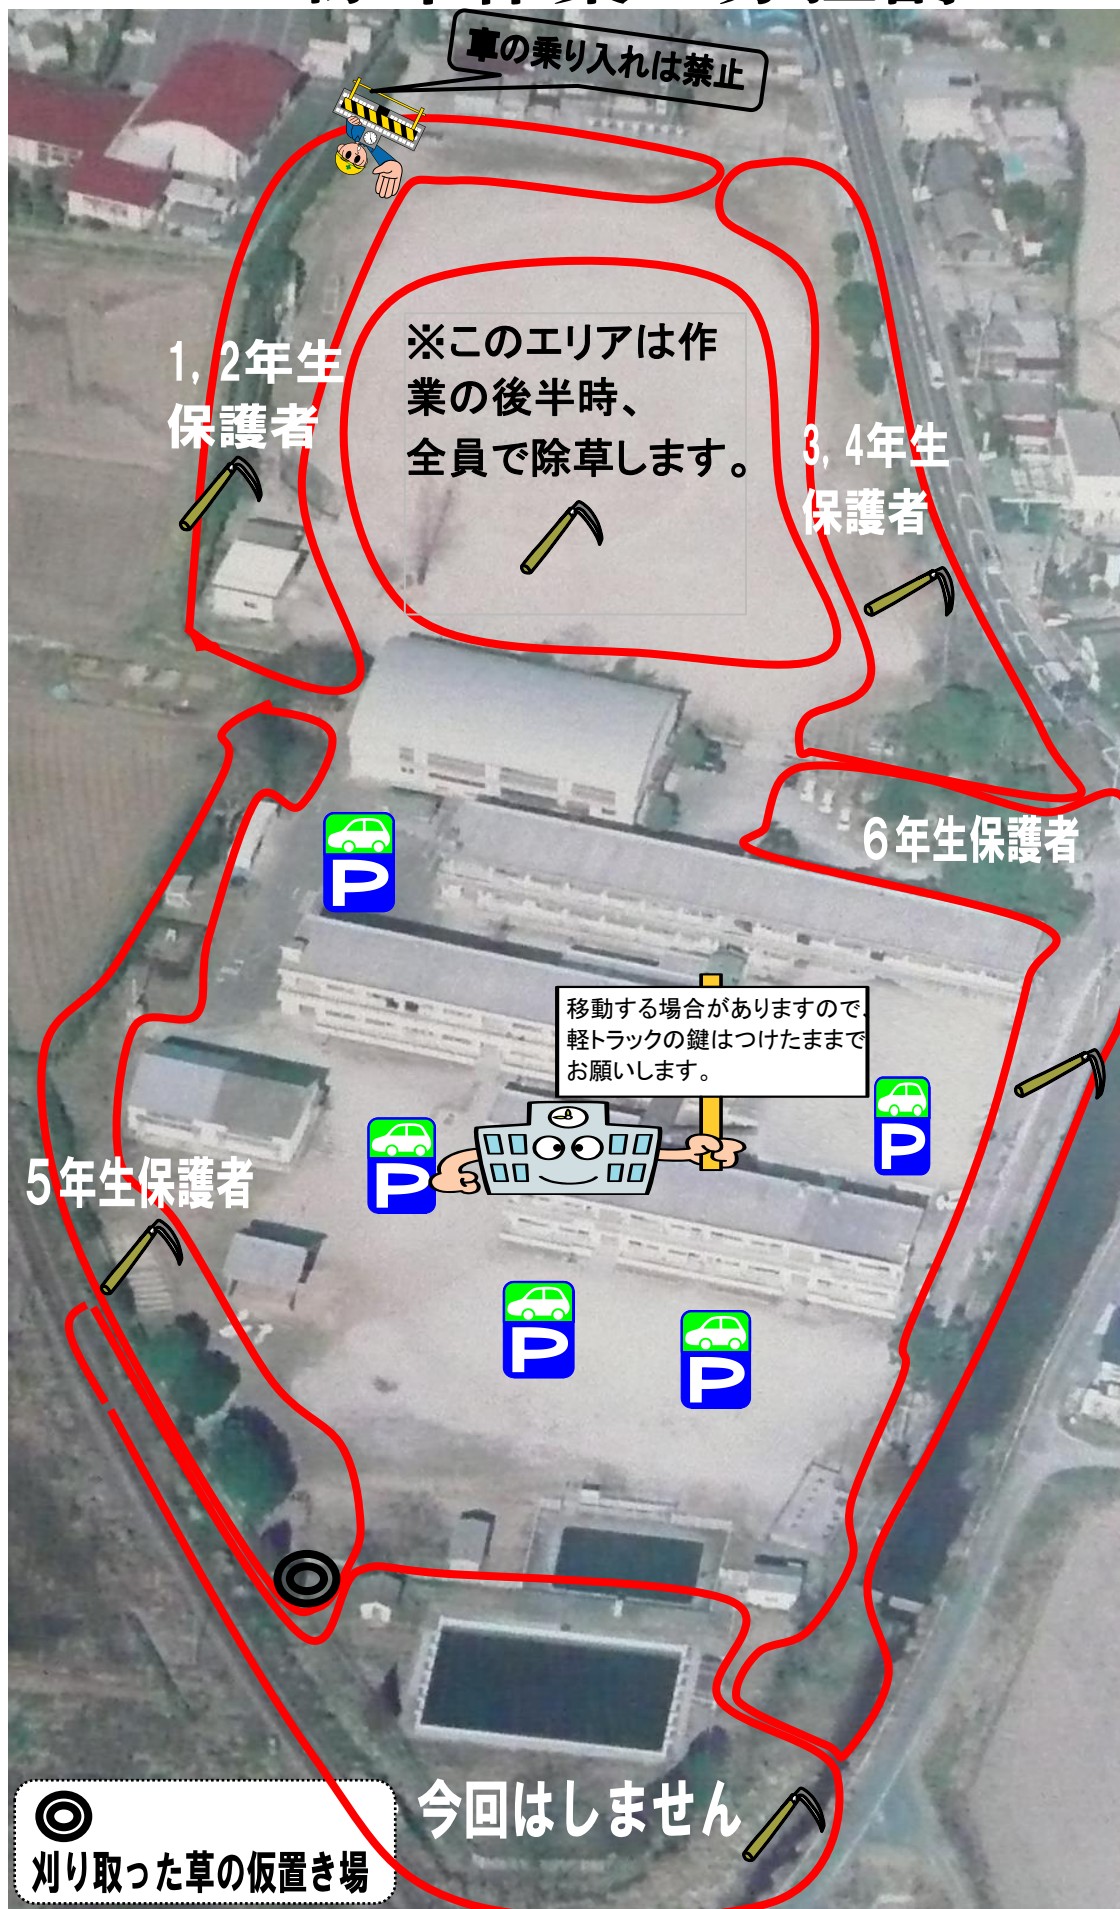 車の乗り入れは禁止
※このエリアは作
業の後半時、
全員で除草します。
1,2年生
保護者
3,4年生
保護者
6年生保護者
P
移動する場合がありますので、
軽トラックの鍵はつけたままで
お願いします。
P
P
5年生保護者
P
P
今回はしません
刈り取った草の仮置き場